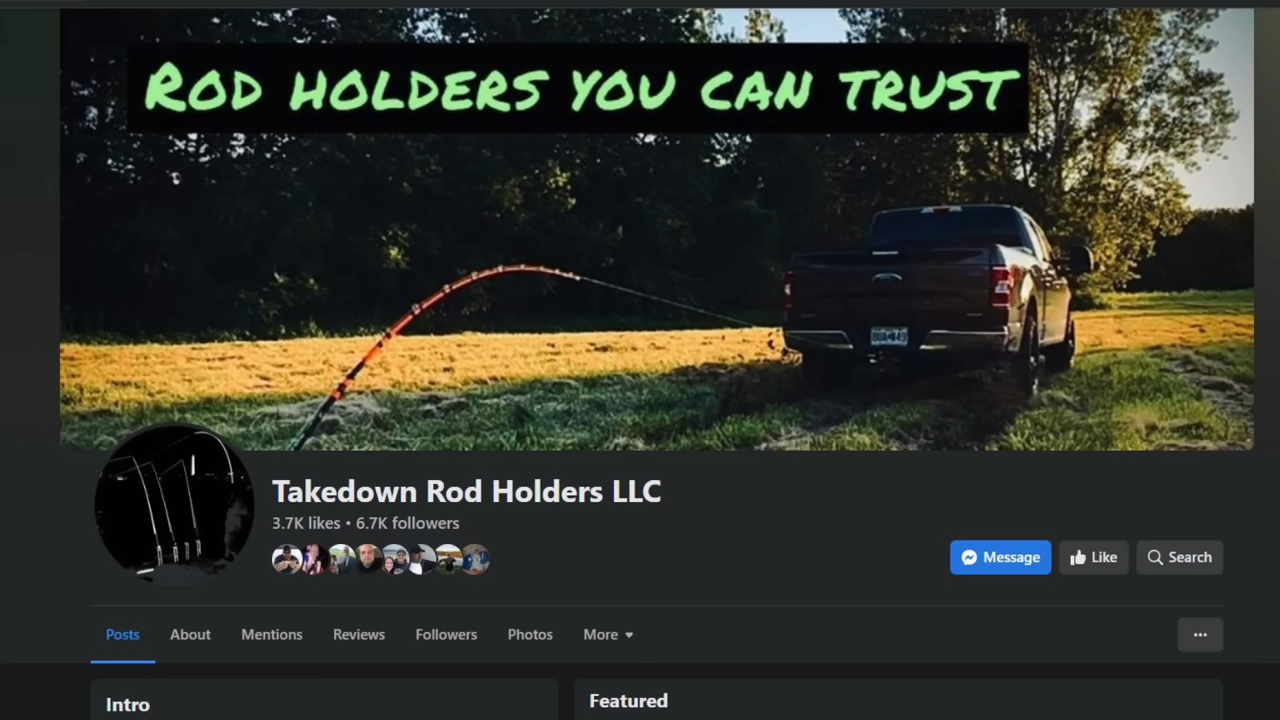 ROD HOLDERS YOU CAN TRUST
Takedown Rod Holders LLC
3.7K likes • 6.7K followers
Message
Like
Search
Posts
About
Mentions
Reviews
Followers
Photos
More
Intro
Featured